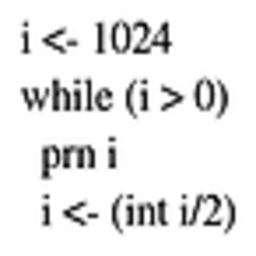 i <- 1024
while (i > 0)
prn i
i <- (int i/2)